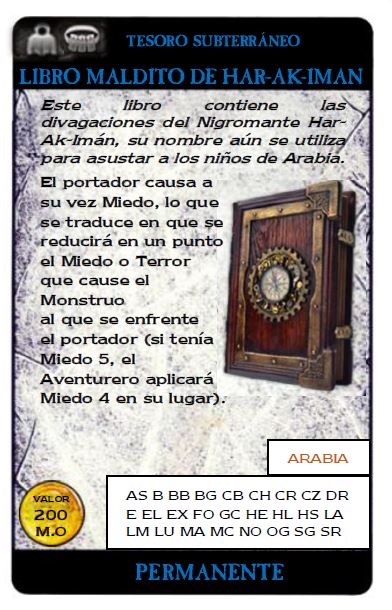 TESORO SUBTERRÁNEO
LIBRO MALDITO DE HAR-AK-IMAN
Este libro contiene las
divagaciones del Nigromante Har-
Ak-Imán, su nombre aún se utiliza
para asustar a los niños de Arabia.
El portador causa a
su vez Miedo, lo que
se traduce en que se
reducirá en un punto
el Miedo o Terror
que cause el
Monstruo
al que se enfrente
el portador (si tenía
Miedo 5, el
Aventurero aplicará
Miedo 4 en su lugar).
ARABIA
VALOR
200
M.O
AS B BB BG CB CH CR CZ DR
E EL EX FO GC HE HL HS LA
LM LU MA MC NO OG SG SR
PERMANENTE